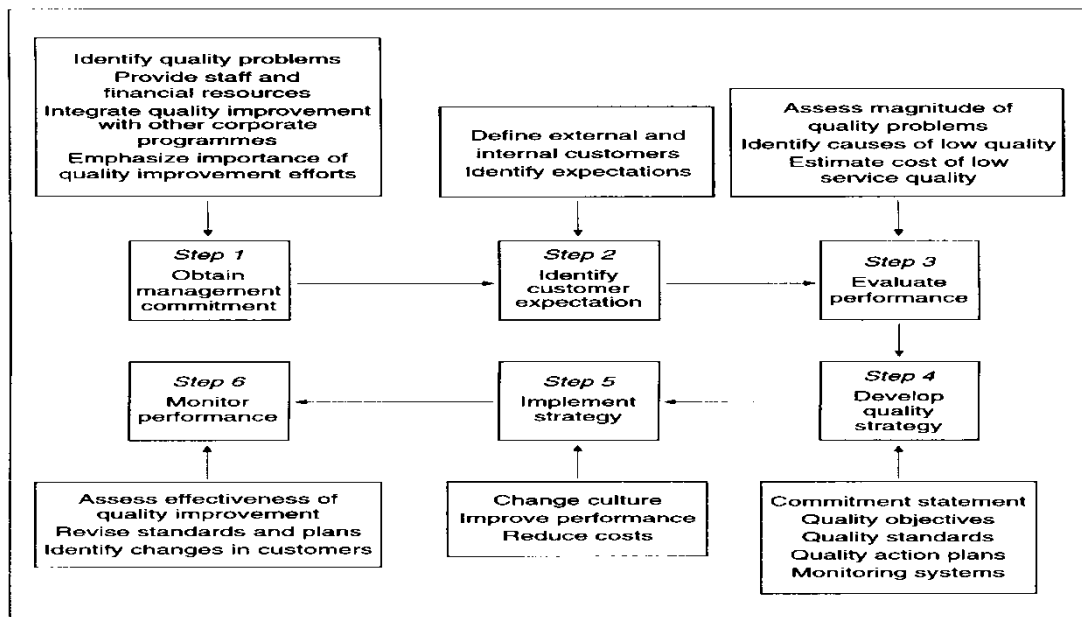 Identify quality problems
Provide staff and
financial resources
Integrate quality improvement
with other corporate
programmes
Emphasize importance of
quality improvement efforts
Define external and
internal customers
Identify expectations
Assess magnitude of
quality problems
Identify causes of low quality
Estimate cost of low
service quality
Step 1
Obtain
management
commitment
Step 2
Identify
customer
expectation
Step 3
Evaluate
performance
Step 6
Monitor
performance
Step 5
Implement
strategy
Step 4
Develop
quality
strategy
Assess effectiveness of
quality improvement
Revise standards and plans
Identify changes in customers
Change culture
Improve performance
Reduce costs
Commitment statement
Quality objectives
Quality standards
Quality action plans
Monitoring systems